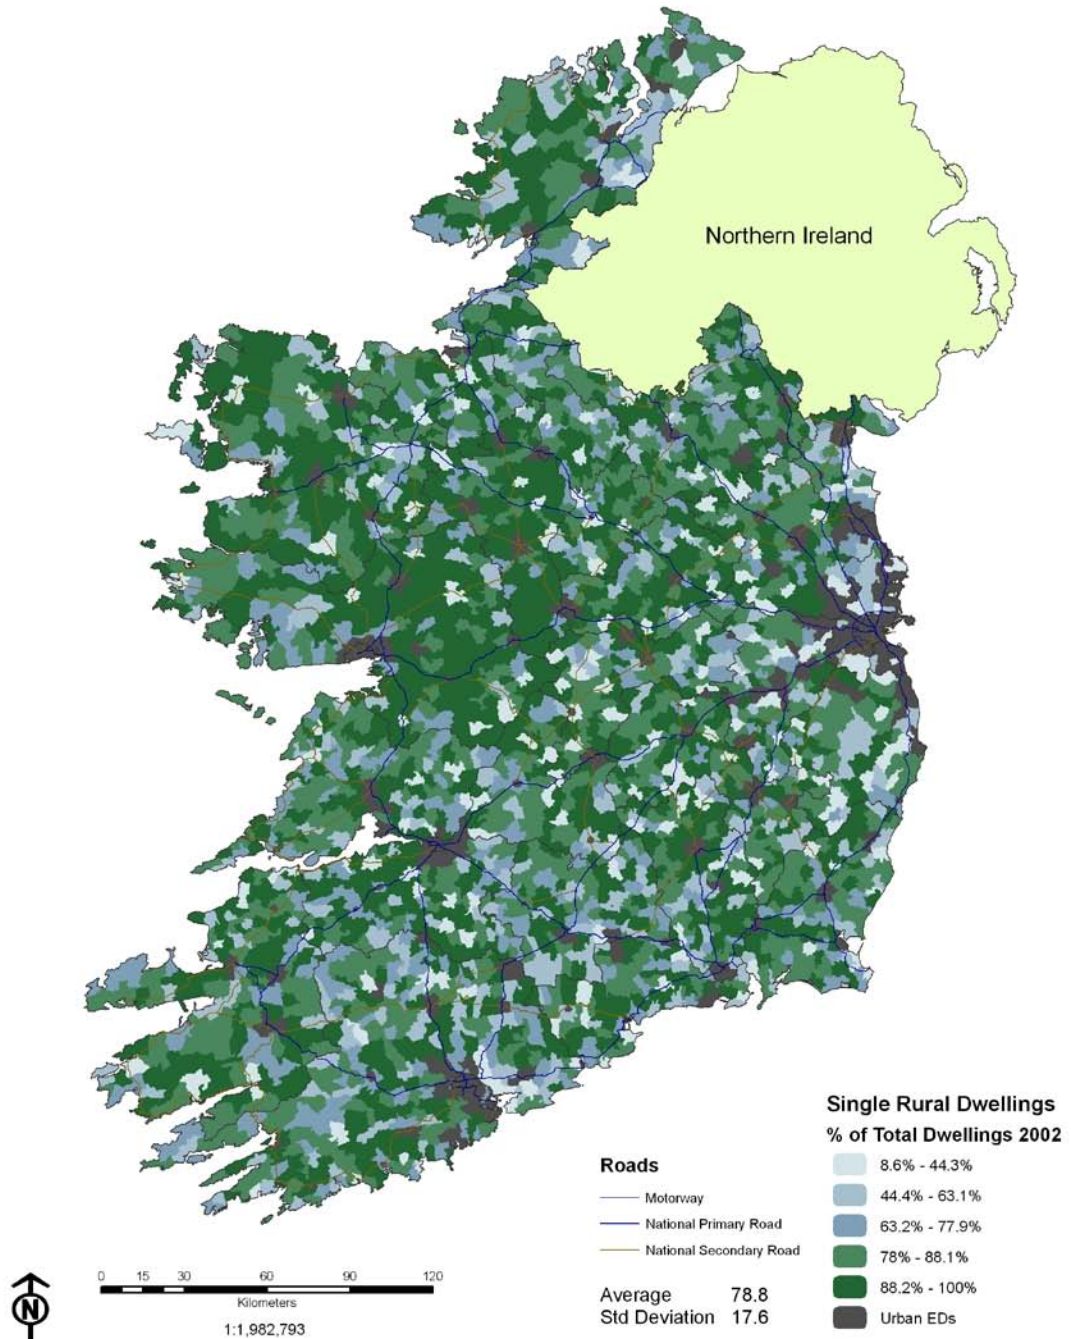 Northern Ireland
Single Rural Dwellings
% of Total Dwellings 2002
8.6% - 44.3%
44.4% - 63.1%
63.2% - 77.9%
78% - 88.1%
88.2% - 100%
Urban EDs
Roads
Motorway
National Primary Road
National Secondary Road
Average 78.8
Std Deviation 17.6
0 15 30 60 90 120
Kilometers
1:1,982,793
N